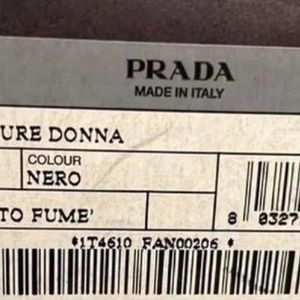 PRADA
MADE IN ITALY
URE DONNA
COLOUR
NERO
TO FUME'
8 0327
*1T4610 FAN00206 *